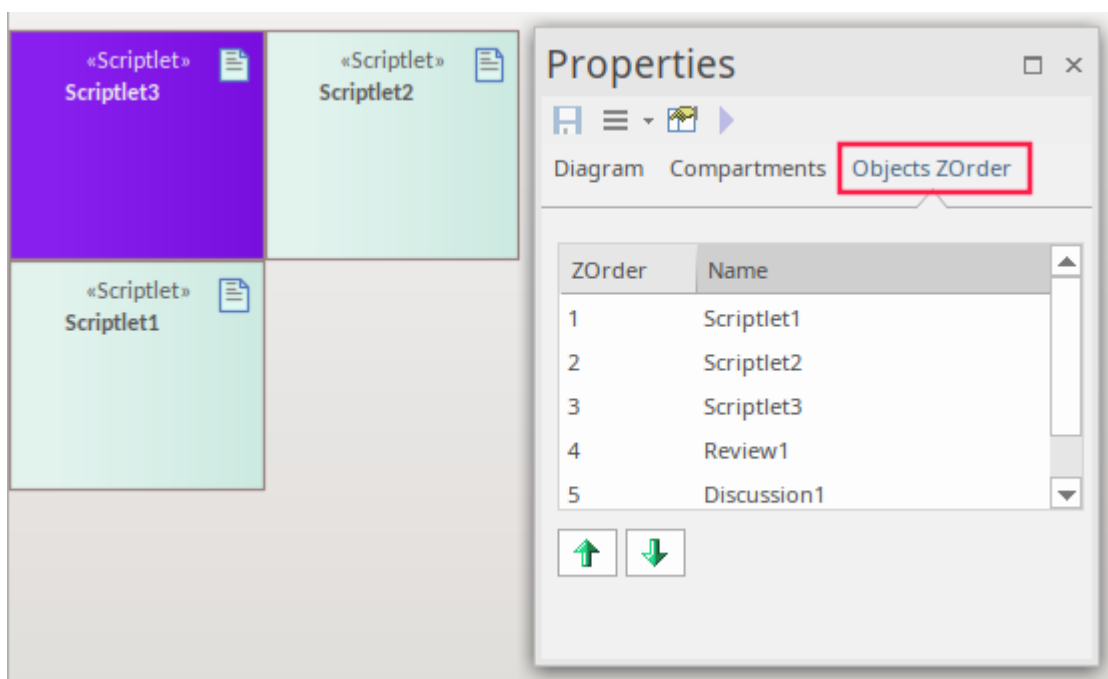 «Scriptlet»
Scriptlet3
«Scriptlet»
Scriptlet2
«Scriptlet»
Scriptlet1
Properties
Diagram Compartments Objects ZOrder
ZOrder Name
1 Scriptlet1
2 Scriptlet2
3 Scriptlet3
4 Review1
5 Discussion1